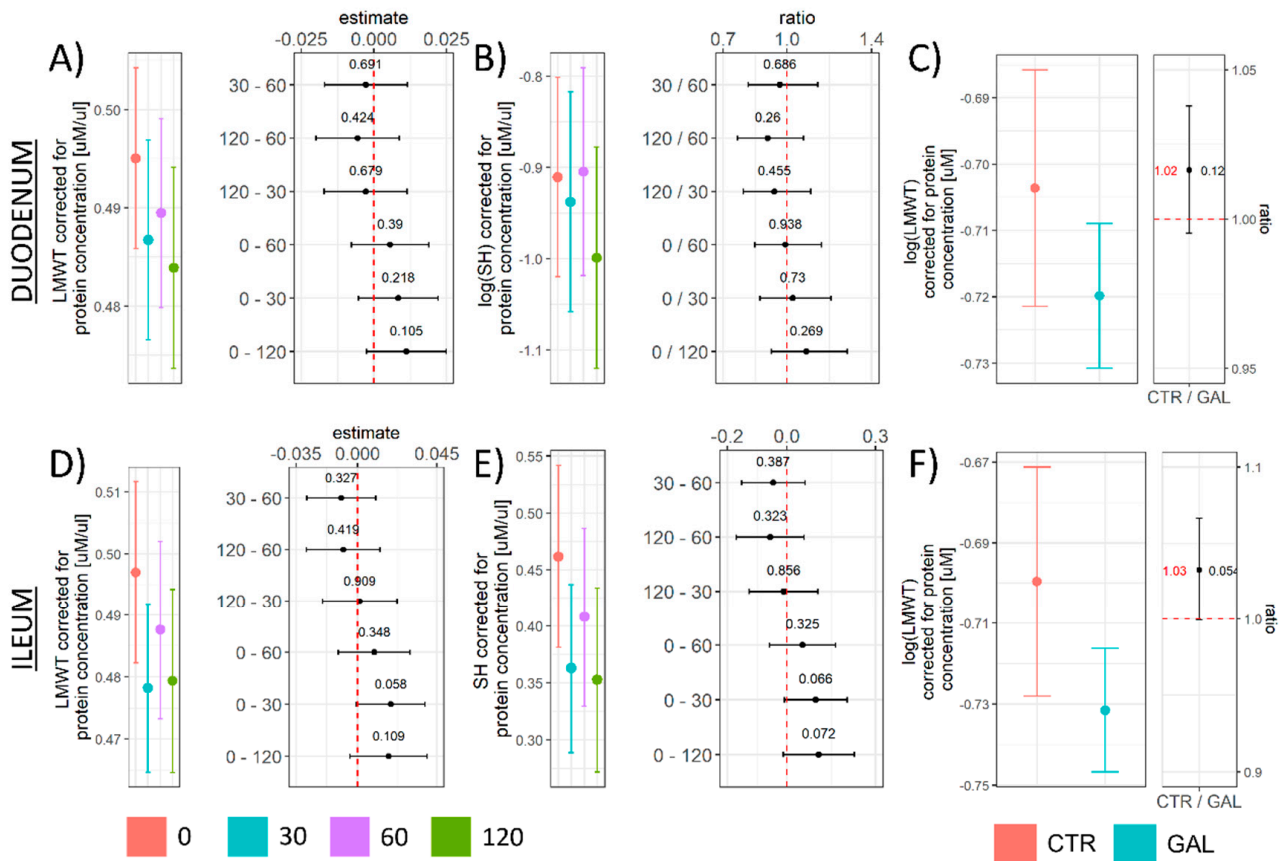 DUODENUM
A)
LMWT corrected for
protein concentration [uM/ul]
0.50
0.49
0.48
estimate
-0.025 0.000 0.025
30 - 60
0.691
120 - 60
0.424
120 - 30
0.679
0 - 60
0.39
0 - 30
0.218
0 - 120
0.105
B)
log(SH) corrected for
protein concentration [uM/ul]
-0.8
-0.9
-1.0
-1.1
ratio
0.7 1.0 1.4
30 / 60
0.686
120 / 60
0.26
120 / 30
0.455
0 / 60
0.938
0 / 30
0.73
0 / 120
0.269
C)
log(LMWT)
corrected for protein
concentration [uM]
-0.69
-0.70
-0.71
-0.72
-0.73
1.02 0.12
CTR / GAL
1.05
1.00
0.95
ratio
ILEUM
D)
LMWT corrected for
protein concentration [uM/ul]
0.51
0.50
0.49
0.48
0.47
estimate
-0.035 0.000 0.045
30 - 60
0.327
120 - 60
0.419
120 - 30
0.909
0 - 60
0.348
0 - 30
0.058
0 - 120
0.109
E)
SH corrected for
protein concentration [uM/ul]
0.55
0.50
0.45
0.40
0.35
0.30
-0.2 0.0 0.3
30 - 60
0.387
120 - 60
0.323
120 - 30
0.856
0 - 60
0.325
0 - 30
0.066
0 - 120
0.072
F)
log(LMWT)
corrected for protein
concentration [uM]
-0.67
-0.69
-0.71
-0.73
-0.75
1.03 0.054
CTR / GAL
1.1
1.0
0.9
ratio
0 30 60 120
CTR GAL